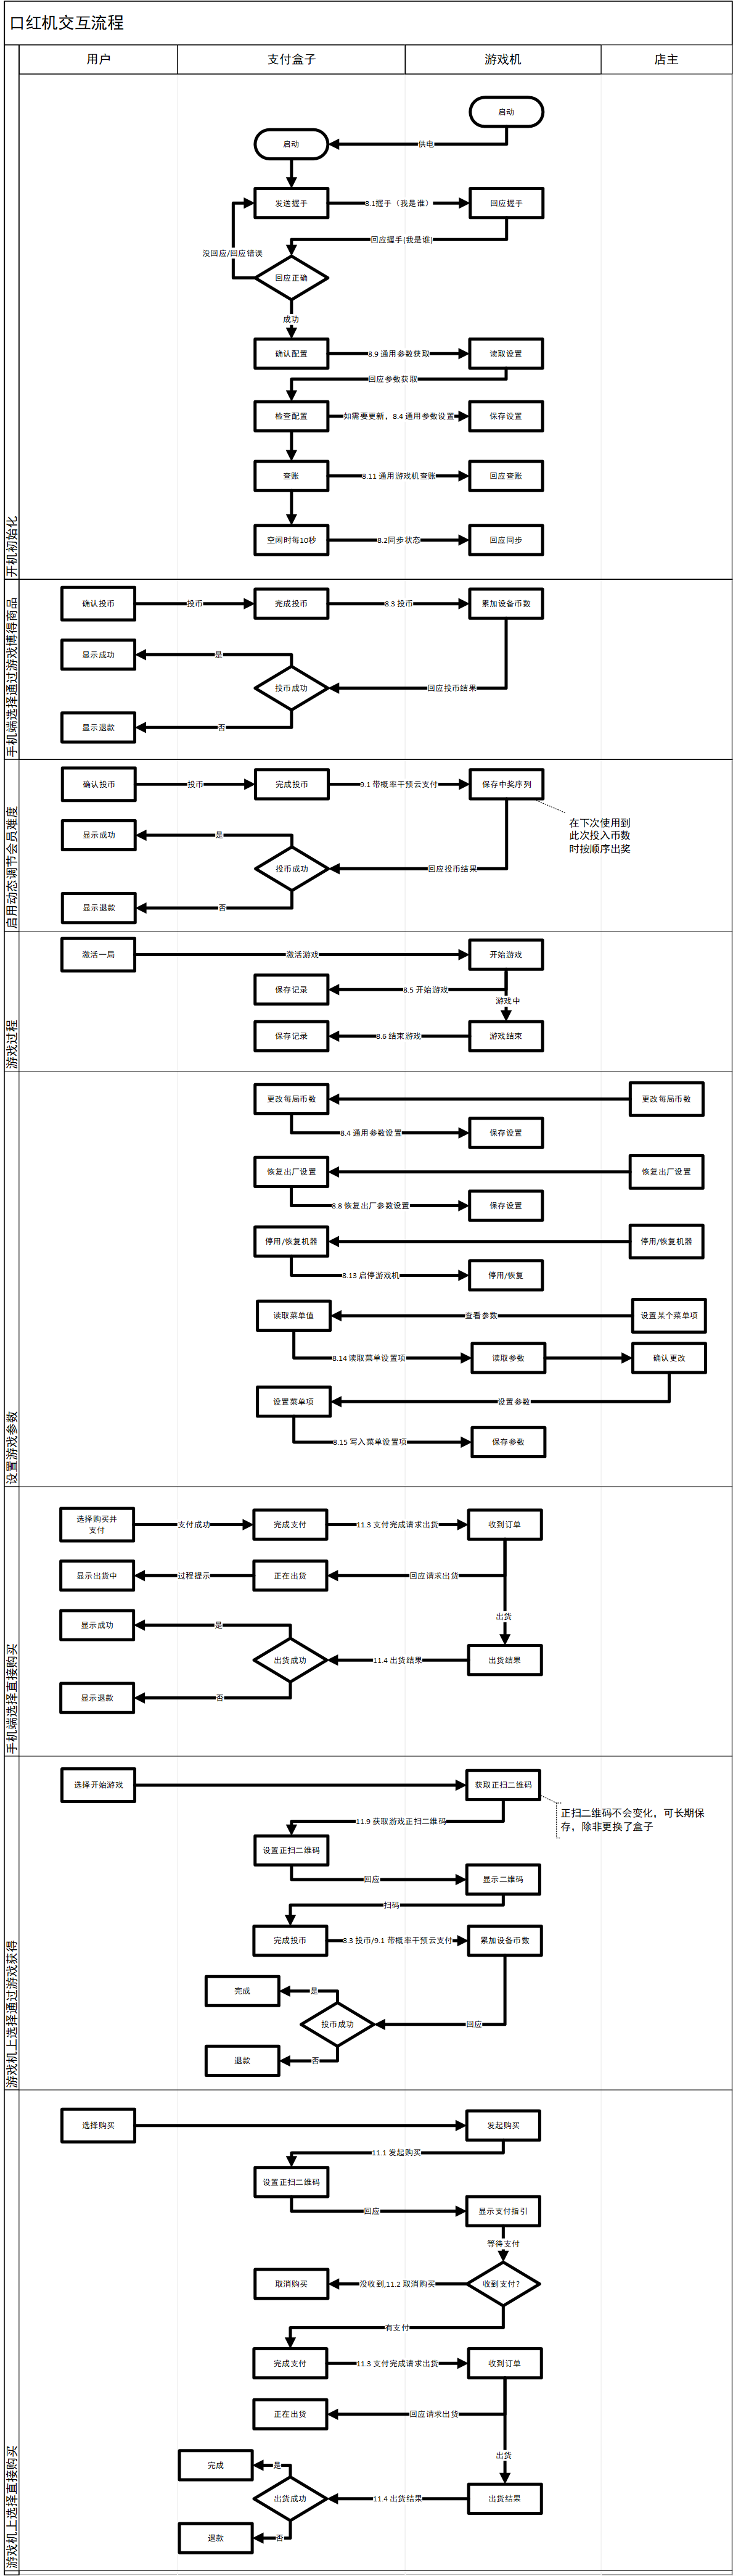 口红机交互流程
用户
支付盒子
游戏机
店主
开机初始化
启动
启动
供电
发送握手
8.1握手（我是谁）
回应握手
回应握手(我是谁)
没回应/回应错误
回应正确
成功
确认配置
8.9 通用参数获取
读取设置
回应参数获取
检查配置
如需要更新，8.4 通用参数设置
保存设置
查账
8.11 通用游戏机查账
回应查账
空闲时每10秒
8.2同步状态
回应同步
手机端选择通过游戏博得商品
确认投币
投币
完成投币
8.3 投币
累加设备币数
显示成功
是
投币成功
回应投币结果
显示退款
否
启用动态调节会员难度
确认投币
投币
完成投币
9.1 带概率干预云支付
保存中奖序列
在下次使用到
此次投入币数
时按顺序出奖
显示成功
是
投币成功
回应投币结果
显示退款
否
游戏过程
激活一局
激活游戏
开始游戏
保存记录
8.5 开始游戏
游戏中
保存记录
8.6 结束游戏
游戏结束
设置游戏参数
更改每局币数
更改每局币数
8.4 通用参数设置
保存设置
恢复出厂设置
恢复出厂设置
8.8 恢复出厂参数设置
保存设置
停用/恢复机器
停用/恢复机器
8.13 启停游戏机
停用/恢复
读取菜单值
查看参数
设置某个菜单项
8.14 读取菜单设置项
读取参数
确认更改
设置菜单项
设置参数
8.15 写入菜单设置项
保存参数
手机端选择直接购买
选择购买并
支付
支付成功
完成支付
11.3 支付完成请求出货
收到订单
显示出货中
过程提示
正在出货
回应请求出货
出货
显示成功
是
出货成功
11.4 出货结果
出货结果
显示退款
否
游戏机上选择通过游戏获得
选择开始游戏
获取正扫二维码
正扫二维码不会变化，可长期保
存，除非更换了盒子
11.9 获取游戏正扫二维码
设置正扫二维码
回应
显示二维码
扫码
完成投币
8.3 投币/9.1 带概率干预云支付
累加设备币数
完成
是
投币成功
回应
退款
否
游戏机上选择直接购买
选择购买
发起购买
11.1 发起购买
设置正扫二维码
回应
显示支付指引
等待支付
取消购买
没收到,11.2 取消购买
收到支付?
有支付
完成支付
11.3 支付完成请求出货
收到订单
正在出货
回应请求出货
出货
完成
是
出货成功
11.4 出货结果
出货结果
退款
否